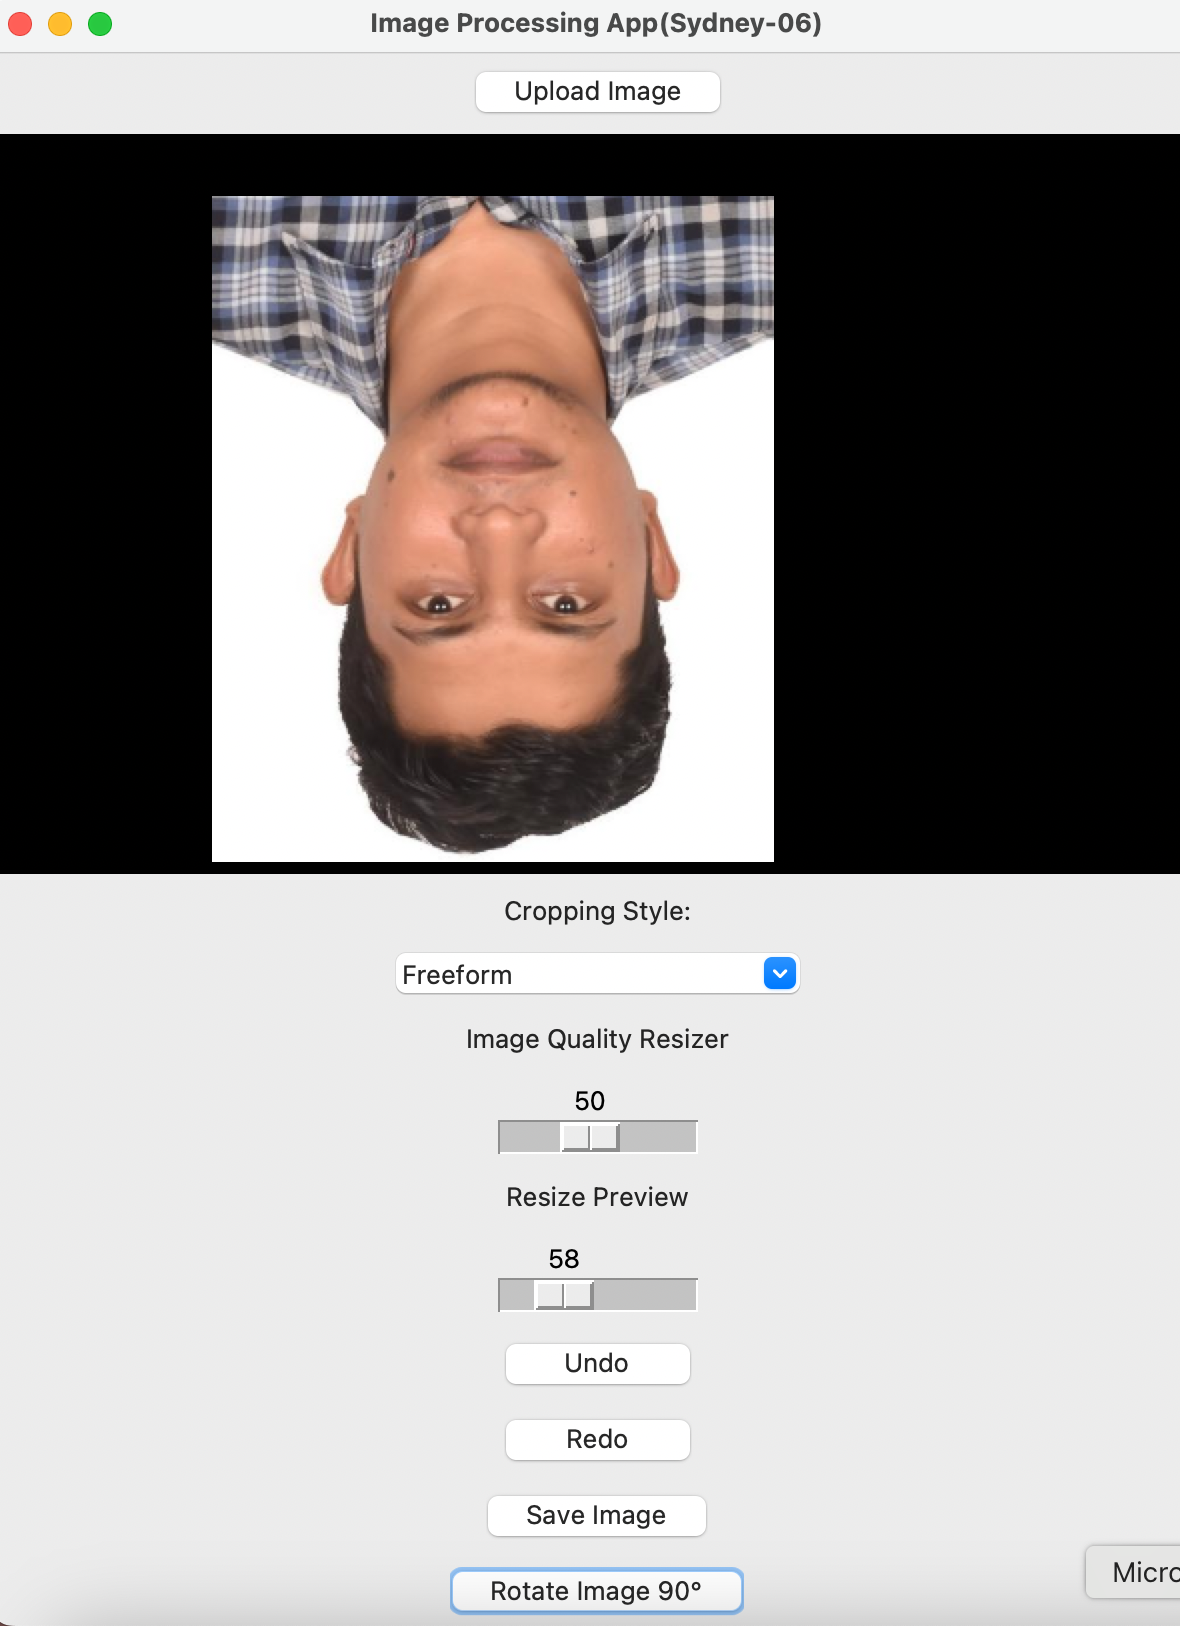 Image Processing App(Sydney-06)
Upload Image
Cropping Style:
Freeform
Image Quality Resizer
50
Resize Preview
58
Undo
Redo
Save Image
Rotate Image 90°